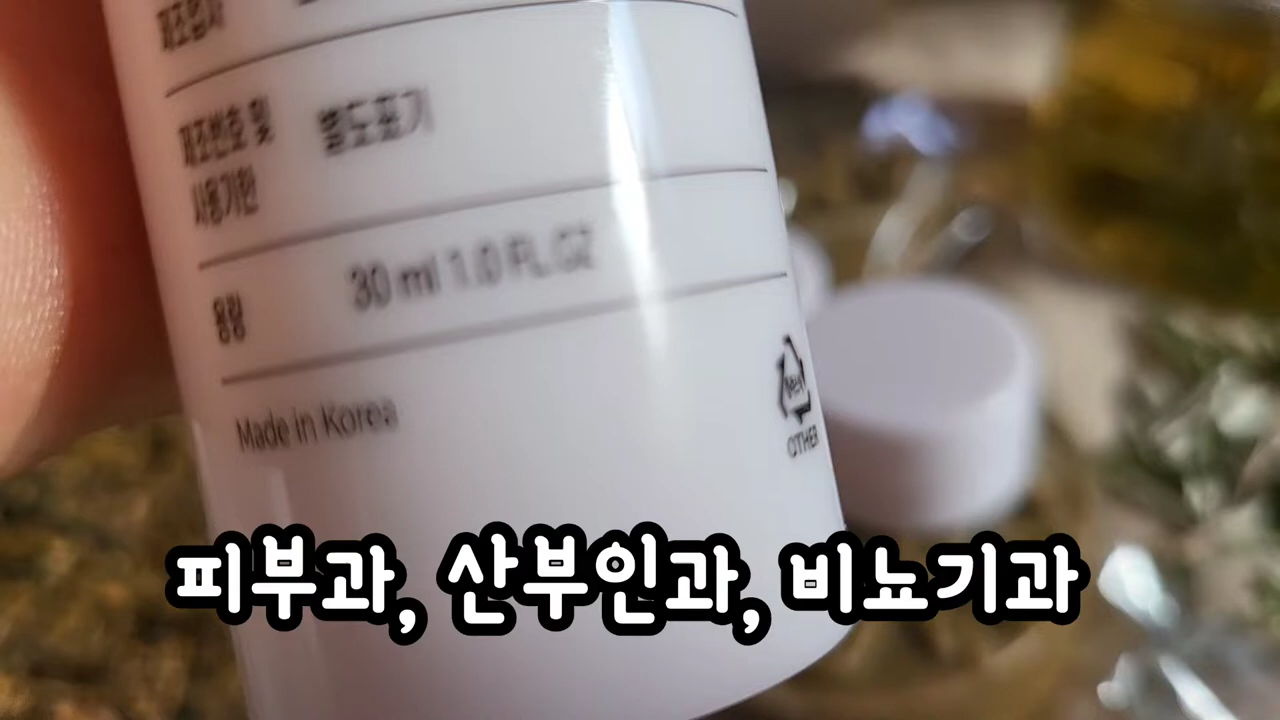 제조번호 및
사용기한
별도표기
용량
30 ml 1.0 FL.OZ
Made in Korea
OTHER
피부과, 산부인과, 비뇨기과